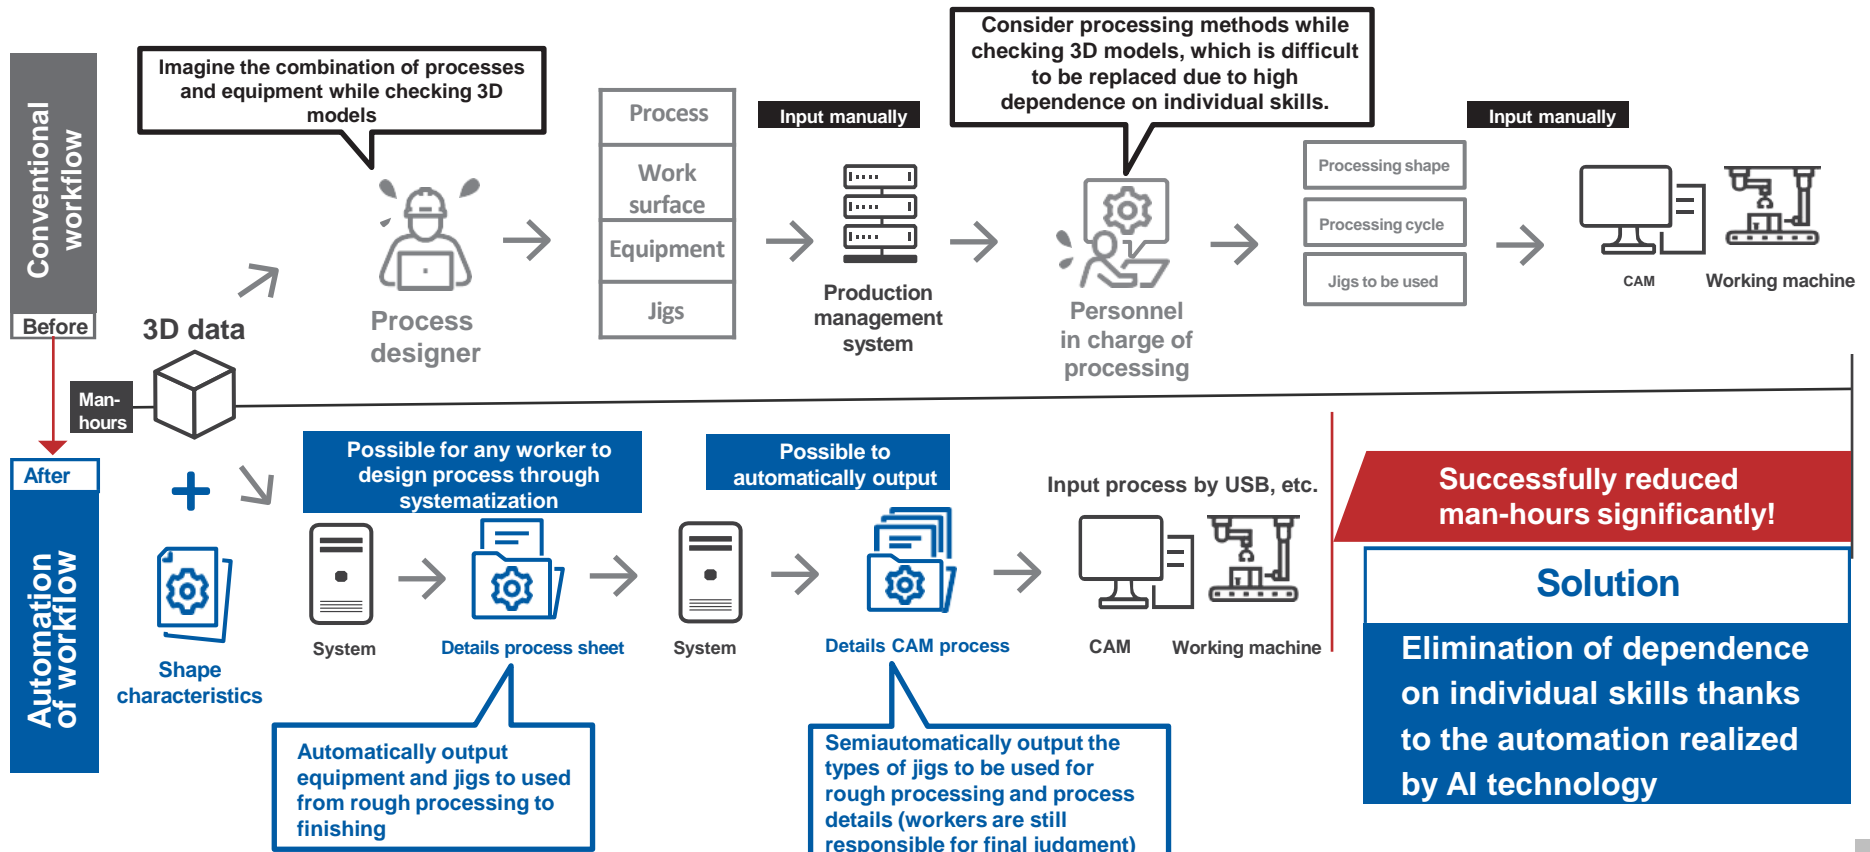 Conventional
workflow
Before
Imagine the combination of processes
and equipment while checking 3D
models
Process
designer
Process
Work
surface
Equipment
Jigs
Input manually
Production
management
system
Consider processing methods while
checking 3D models, which is difficult
to be replaced due to high
dependence on individual skills.
Personnel
in charge of
processing
Processing shape
Processing cycle
Jigs to be used
Input manually
CAM
Working machine
3D data
Man-
hours
After
Automation
of workflow
Shape
characteristics
Possible for any worker to
design process through
systematization
System
Details process sheet
Automatically output
equipment and jigs to used
from rough processing to
finishing
Possible to
automatically output
System
Details CAM process
Semiautomatically output the
types of jigs to be used for
rough processing and process
details (workers are still
responsible for final judgment)
Input process by USB, etc.
CAM
Working machine
Successfully reduced
man-hours significantly!
Solution
Elimination of dependence
on individual skills thanks
to the automation realized
by AI technology